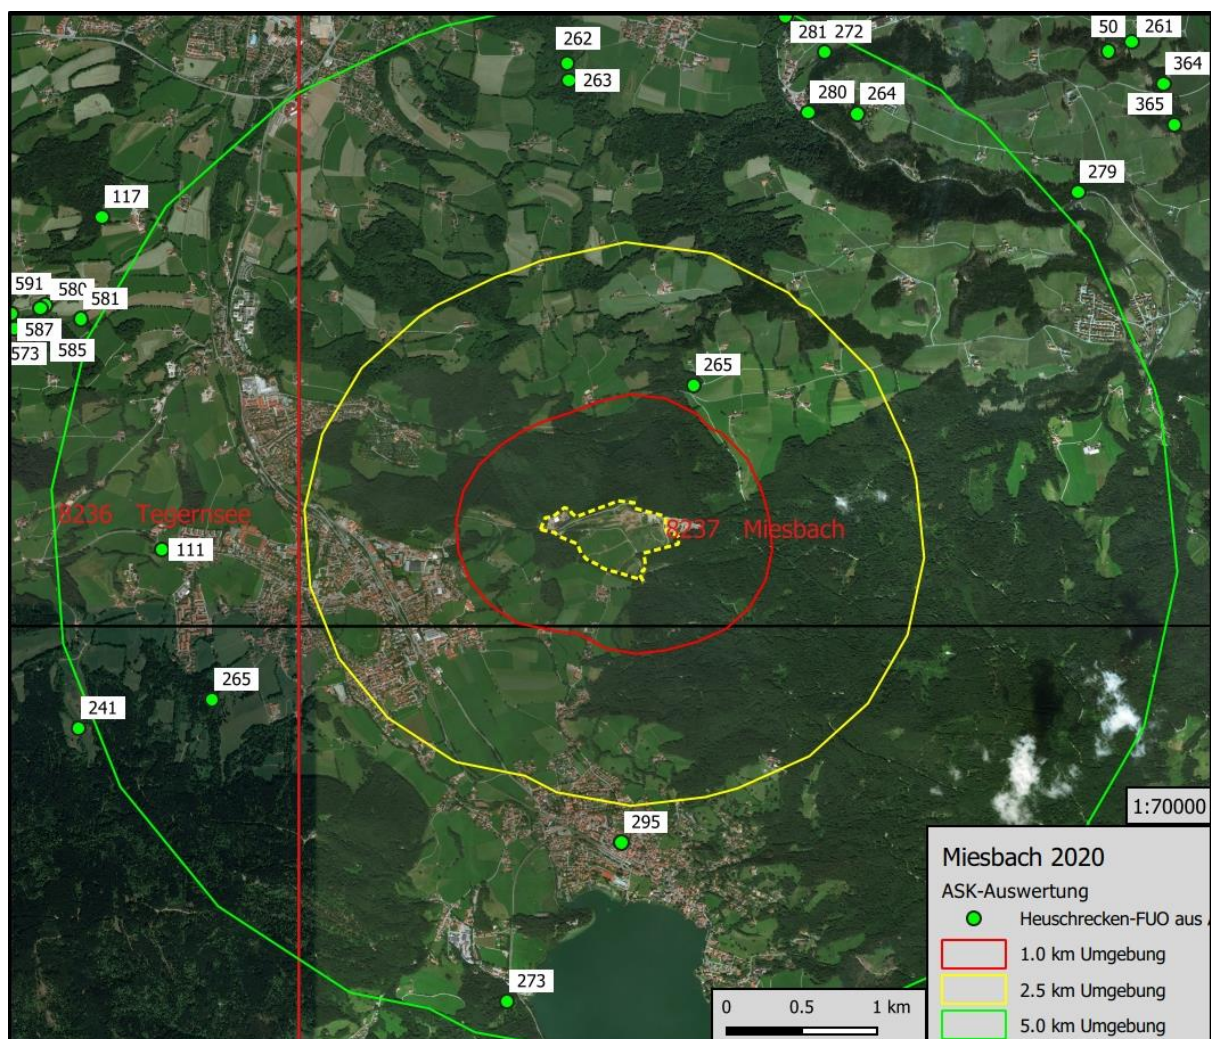 262
263
281
272
50
261
364
365
280
264
279
117
591
580
581
587
573
585
265
8236 Tegernsee
111
8237 Miesbach
265
241
295
273
1:70000
Miesbach 2020
ASK-Auswertung
Heuschrecken-FUO aus
1.0 km Umgebung
2.5 km Umgebung
5.0 km Umgebung
0 0.5 1 km